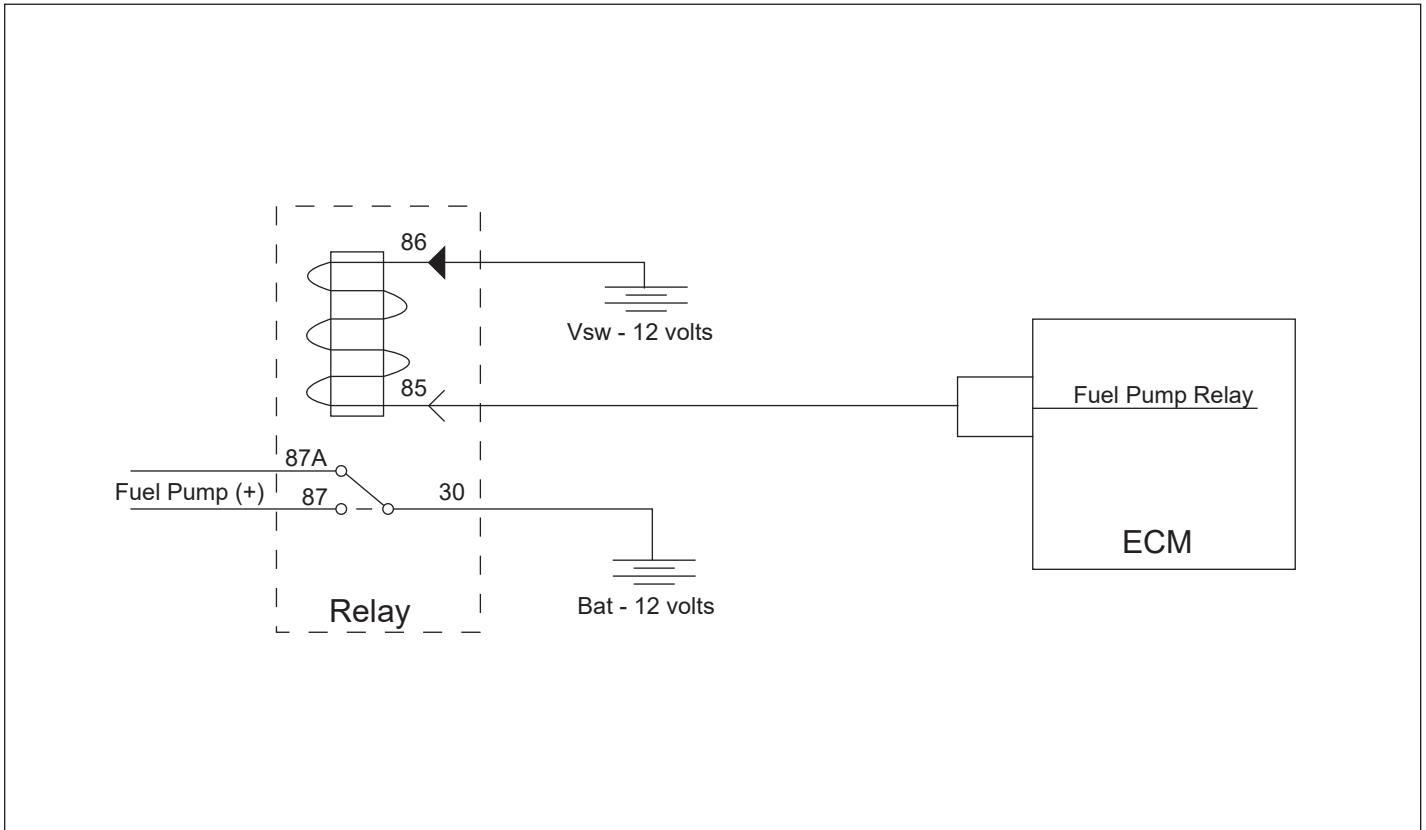 86
Vsw - 12 volts
85
Fuel Pump Relay
87A
Fuel Pump (+)
87
30
ECM
Bat - 12 volts
Relay